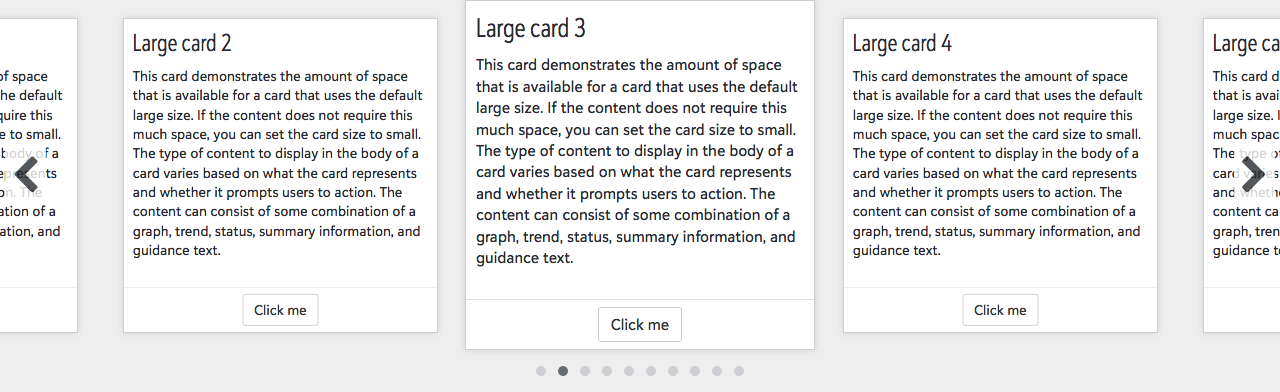 of space
he default
quire this
e to small.
body of a
epresents
on. The
ation of a
ation, and
Large card 2
This card demonstrates the amount of space
that is available for a card that uses the default
large size. If the content does not require this
much space, you can set the card size to small.
The type of content to display in the body of a
card varies based on what the card represents
and whether it prompts users to action. The
content can consist of some combination of a
graph, trend, status, summary information, and
guidance text.
Click me
Large card 3
This card demonstrates the amount of space
that is available for a card that uses the default
large size. If the content does not require this
much space, you can set the card size to small.
The type of content to display in the body of a
card varies based on what the card represents
and whether it prompts users to action. The
content can consist of some combination of a
graph, trend, status, summary information, and
guidance text.
Click me
Large card 4
This card demonstrates the amount of space
that is available for a card that uses the default
large size. If the content does not require this
much space, you can set the card size to small.
The type of content to display in the body of a
card varies based on what the card represents
and whether it prompts users to action. The
content can consist of some combination of a
graph, trend, status, summary information, and
guidance text.
Click me
Large ca
This card d
that is avai
large size. I
much spac
The type of
card varies
and wheth
content ca
graph, tren
guidance te